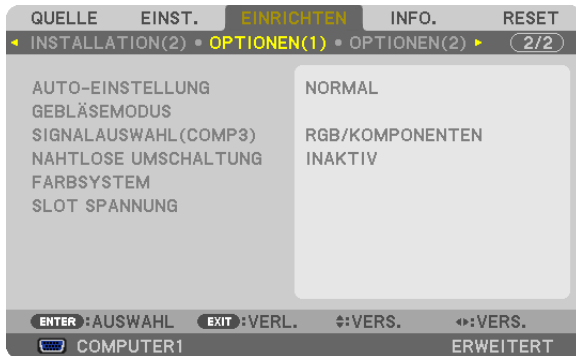 QUELLE EINST. EINRICHTEN INFO. RESET
INSTALLATION(2) • OPTIONEN(1) • OPTIONEN(2) 2/2
AUTO-EINSTELLUNG NORMAL
GEBLÄSEMODUS
SIGNALAUSWAHL(COMP3) RGB/KOMPONENTEN
NAHTLOSE UMSCHALTUNG INAKTIV
FARBSYSTEM
SLOT SPANNUNG
ENTER:AUSWAHL EXIT:VERL. :VERS. :VERS.
COMPUTER1 ERWEITERT